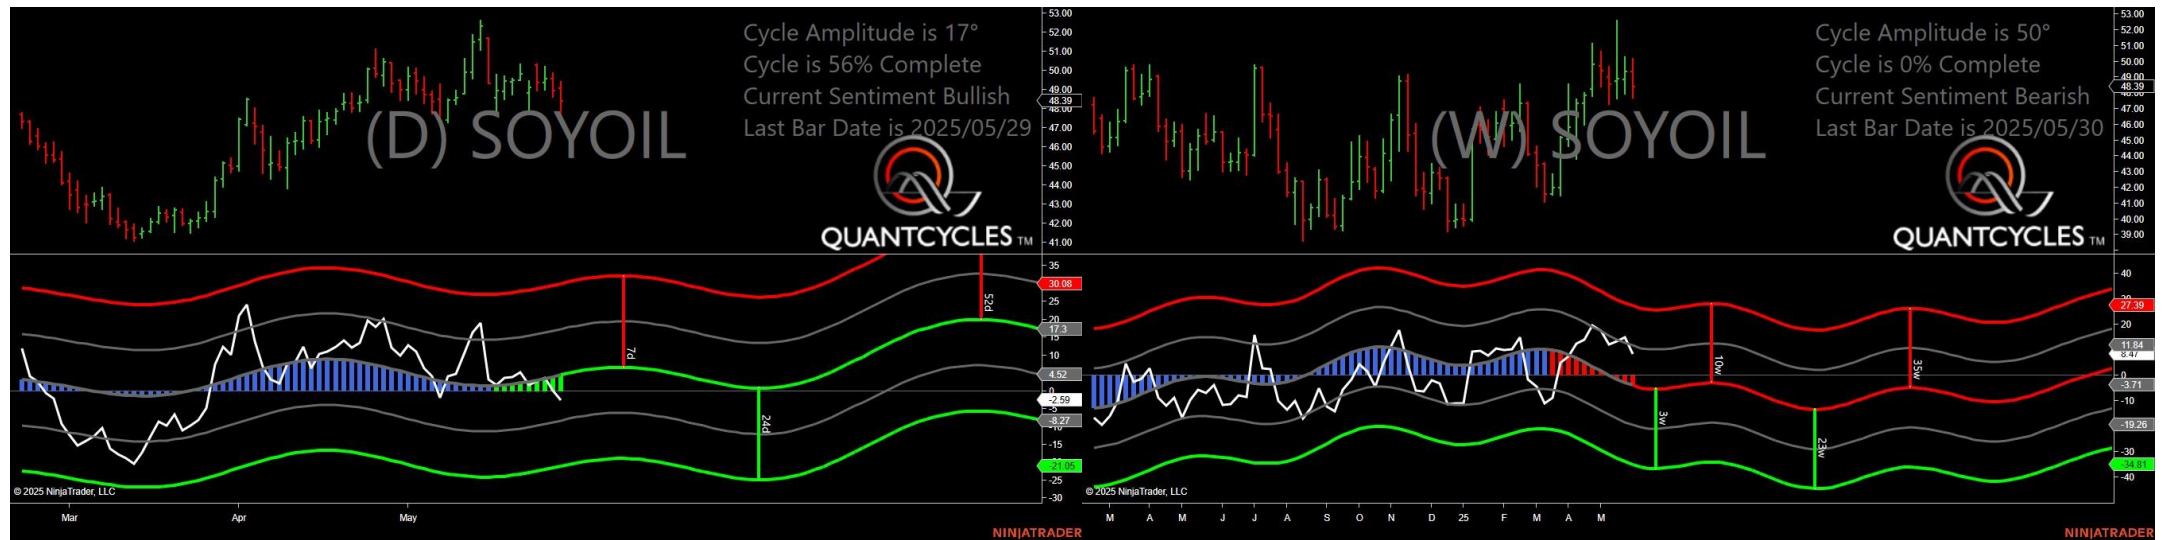 Cycle Amplitude is 17°
Cycle is 56% Complete
Current Sentiment Bullish
Last Bar Date is 2025/05/29
(D) SOYOIL
QUANTCYCLES TM
53.00
52.00
51.00
50.00
49.00
48.39
48.00
47.00
46.00
45.00
44.00
43.00
42.00
41.00
35
30.08
25
20
17.3
15
10
5
4.52
0
-2.59
-5
-8.27
-10
-15
-21.05
-25
-30
7d
24d
52d
© 2025 NinjaTrader, LLC
Mar Apr May
NINJATRADER
Cycle Amplitude is 50°
Cycle is 0% Complete
Current Sentiment Bearish
Last Bar Date is 2025/05/30
(W) SOYOIL
QUANTCYCLES TM
53.00
52.00
51.00
50.00
49.00
48.39
48.00
47.00
46.00
45.00
44.00
43.00
42.00
41.00
40.00
39.00
40
27.39
20
11.84
8.47
0
-3.71
-10
-19.26
-30
-34.81
-40
3w
10w
23w
35w
© 2025 NinjaTrader, LLC
M A M J J A S O N D 25 F M A M
NINJATRADER